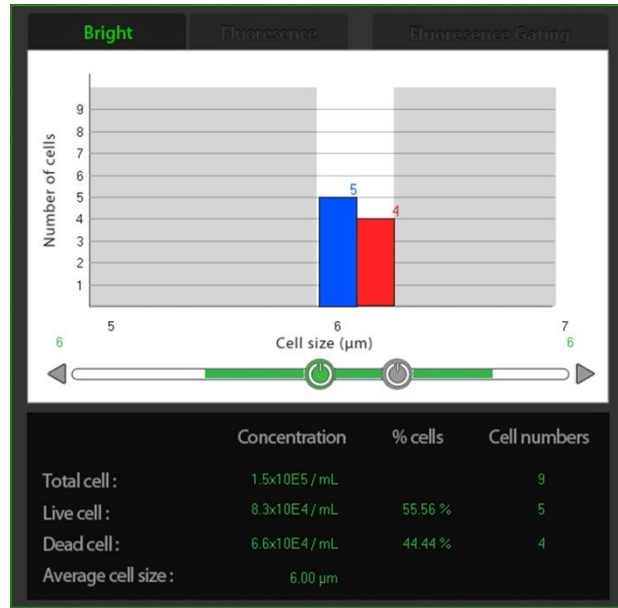 Bright Fluoresence Fluoresence Gating
9
8
7
6
5
4
3
2
1
Number of cells
5
4
5 6 7
6 Cell size (µm) 6
Concentration % cells Cell numbers
Total cell : 1.5x10E5 / mL 9
Live cell : 8.3x10E4 / mL 55.56 % 5
Dead cell : 6.6x10E4 / mL 44.44 % 4
Average cell size : 6.00 µm